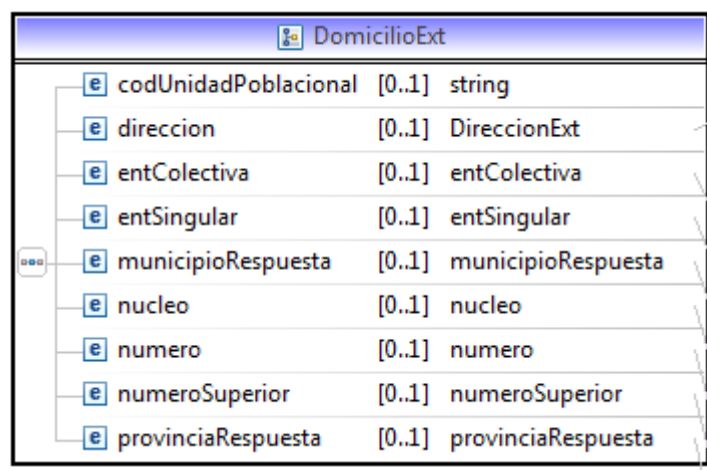 DomicilioExt
e codUnidadPoblacional [0..1] string
e direccion [0..1] DireccionExt
e entColectiva [0..1] entColectiva
e entSingular [0..1] entSingular
e municipioRespuesta [0..1] municipioRespuesta
e nucleo [0..1] nucleo
e numero [0..1] numero
e numeroSuperior [0..1] numeroSuperior
e provinciaRespuesta [0..1] provinciaRespuesta